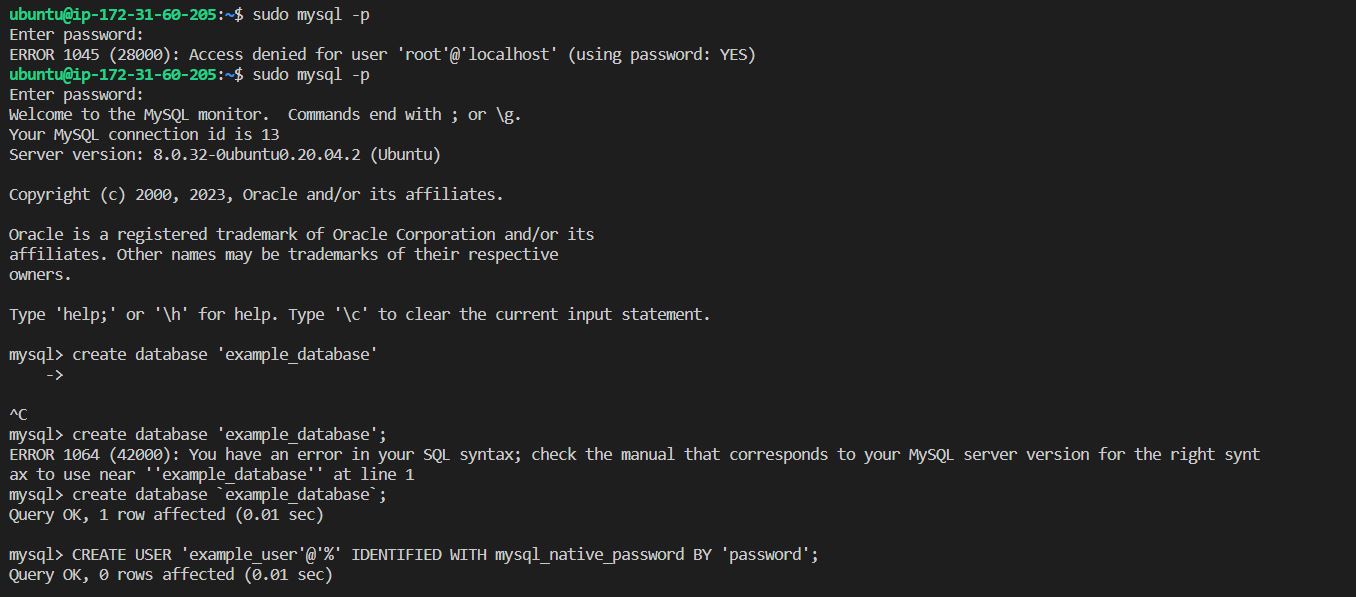 ubuntu@ip-172-31-60-205:~$ sudo mysql -p
Enter password:
ERROR 1045 (28000): Access denied for user 'root'@'localhost' (using password: YES)
ubuntu@ip-172-31-60-205:~$ sudo mysql -p
Enter password:
Welcome to the MySQL monitor.  Commands end with ; or \g.
Your MySQL connection id is 13
Server version: 8.0.32-0ubuntu0.20.04.2 (Ubuntu)
Copyright (c) 2000, 2023, Oracle and/or its affiliates.
Oracle is a registered trademark of Oracle Corporation and/or its
affiliates. Other names may be trademarks of their respective
owners.
Type 'help;' or '\h' for help. Type '\c' to clear the current input statement.
mysql> create database 'example_database'
    ->
^C
mysql> create database 'example_database';
ERROR 1064 (42000): You have an error in your SQL syntax; check the manual that corresponds to your MySQL server version for the right synt
ax to use near ''example_database'' at line 1
mysql> create database `example_database`;
Query OK, 1 row affected (0.01 sec)
mysql> CREATE USER 'example_user'@'%' IDENTIFIED WITH mysql_native_password BY 'password';
Query OK, 0 rows affected (0.01 sec)